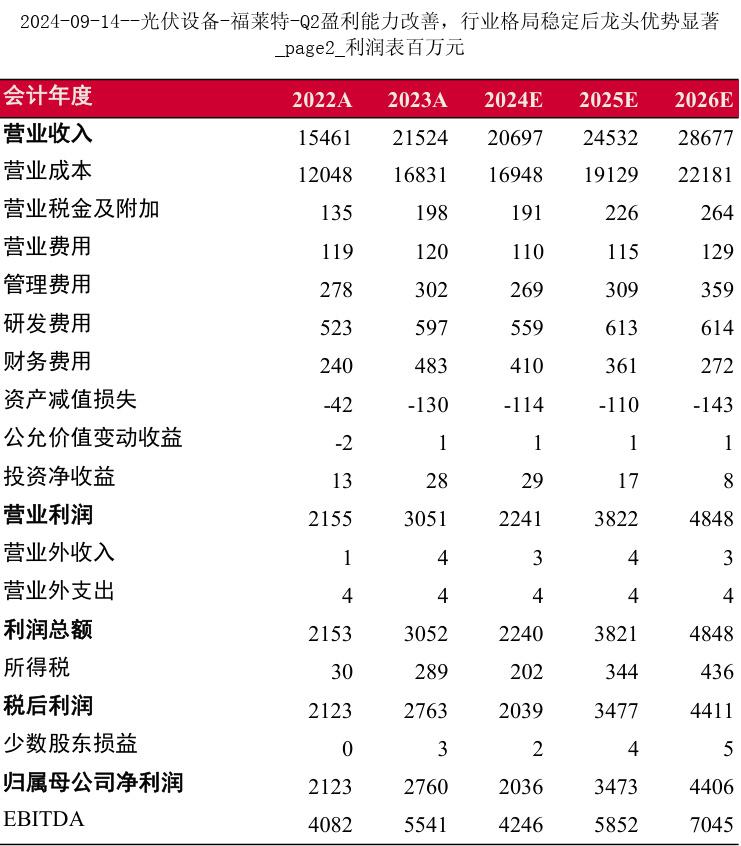 2024-09-14--光伏设备-福莱特-Q2盈利能力改善，行业格局稳定后龙头优势显著
_page2_利润表百万元
会计年度 2022A 2023A 2024E 2025E 2026E
营业收入 15461 21524 20697 24532 28677
营业成本 12048 16831 16948 19129 22181
营业税金及附加 135 198 191 226 264
营业费用 119 120 110 115 129
管理费用 278 302 269 309 359
研发费用 523 597 559 613 614
财务费用 240 483 410 361 272
资产减值损失 -42 -130 -114 -110 -143
公允价值变动收益 -2 1 1 1 1
投资净收益 13 28 29 17 8
营业利润 2155 3051 2241 3822 4848
营业外收入 1 4 3 4 3
营业外支出 4 4 4 4 4
利润总额 2153 3052 2240 3821 4848
所得税 30 289 202 344 436
税后利润 2123 2763 2039 3477 4411
少数股东损益 0 3 2 4 5
归属母公司净利润 2123 2760 2036 3473 4406
EBITDA 4082 5541 4246 5852 7045